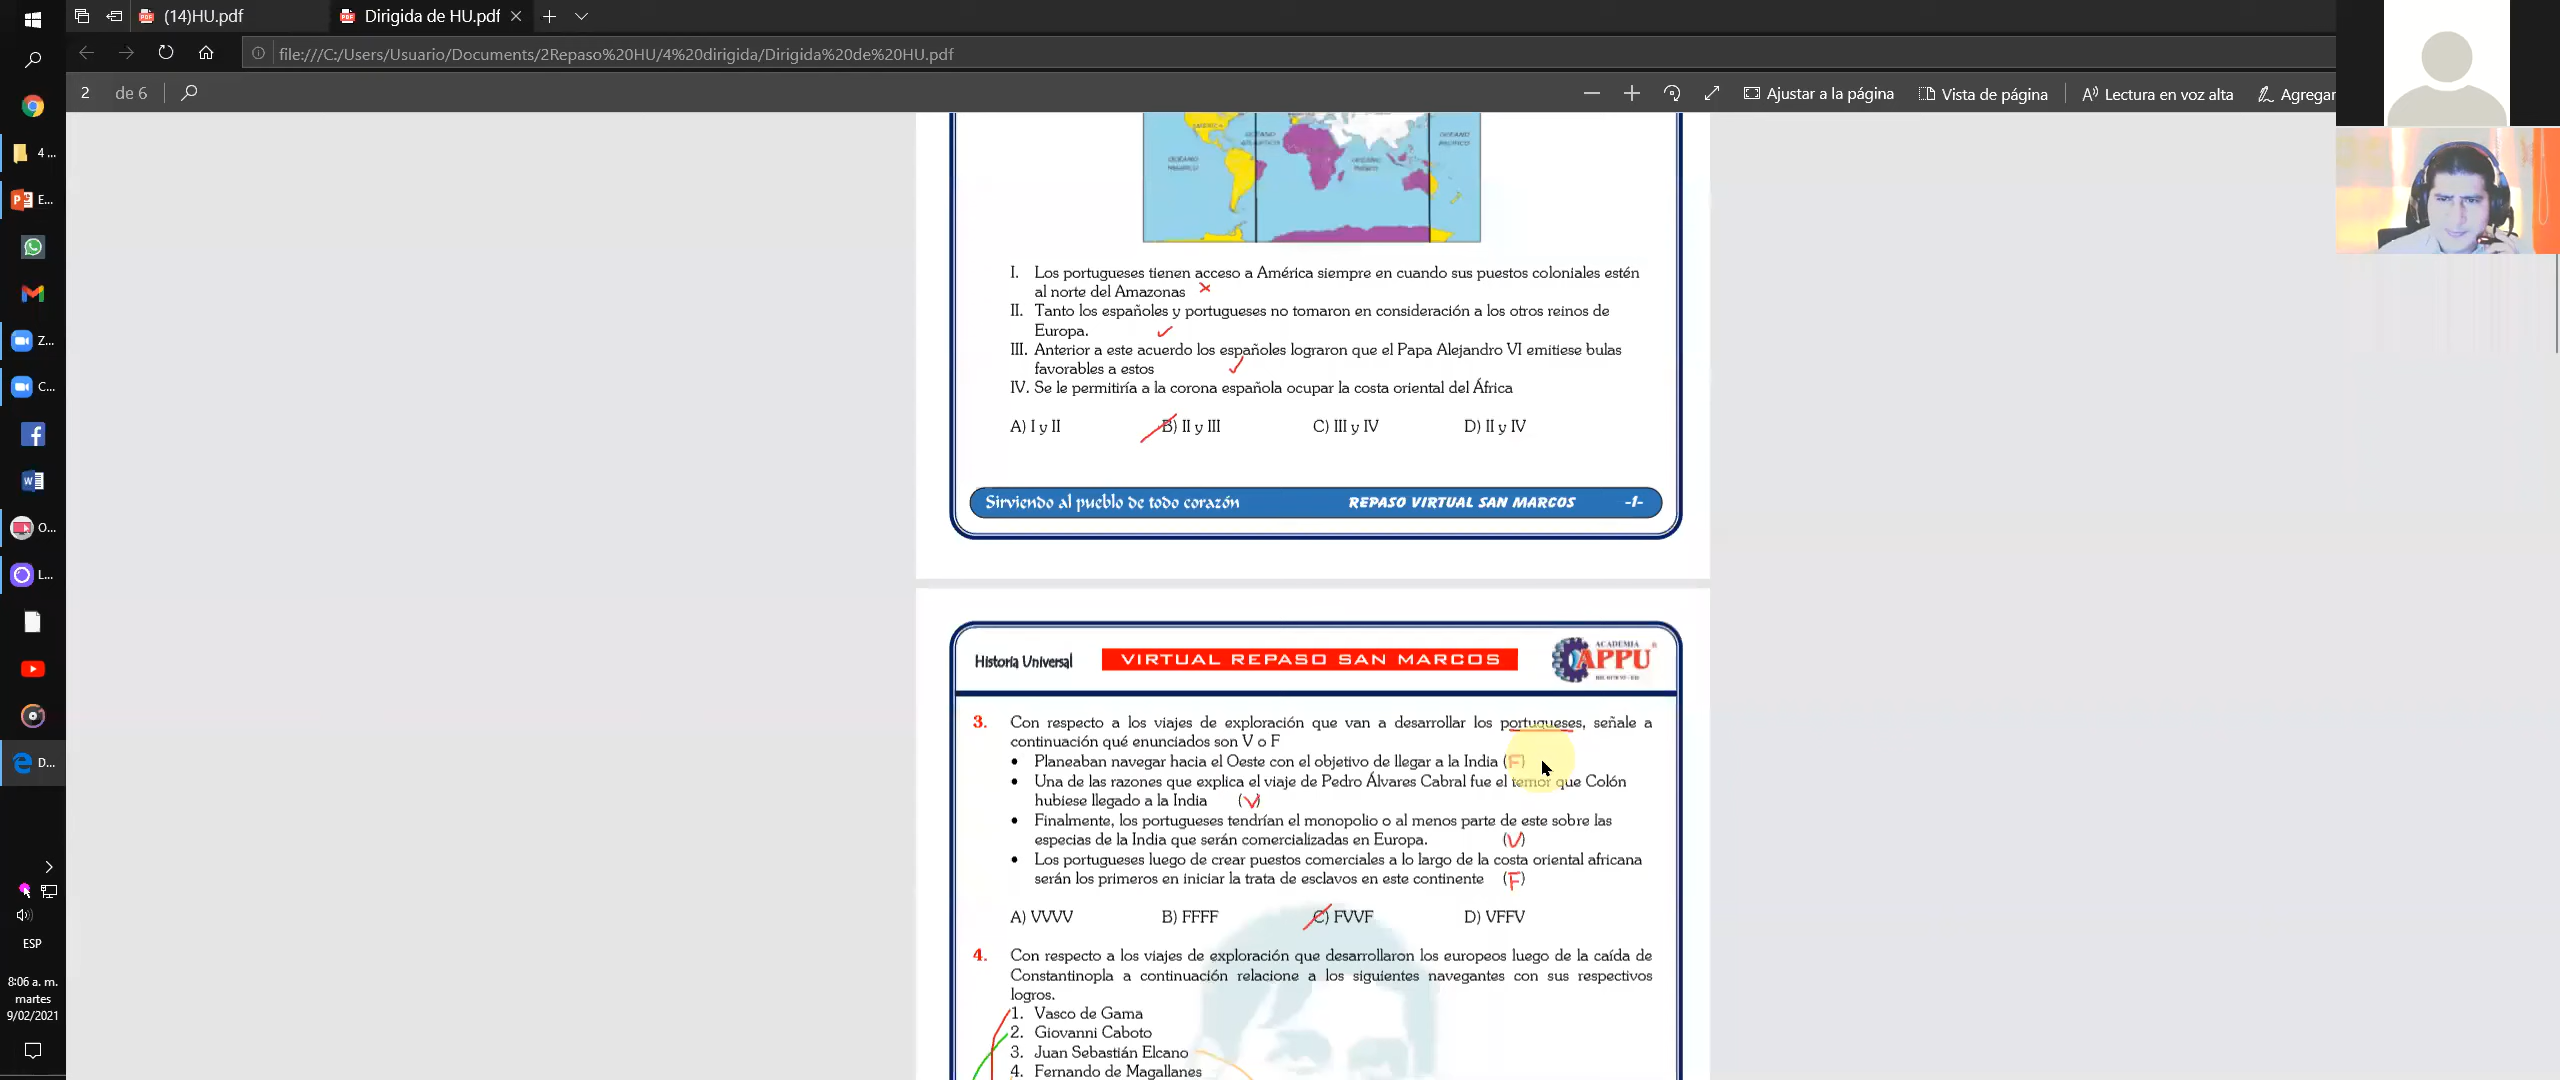 (14)HU.pdf
Dirigida de HU.pdf
file:///C:/Users/Usuario/Documents/2Repaso%20HU/4%20dirigida/Dirigida%20de%20HU.pdf
2 de 6
Ajustar a la página
Vista de página
Lectura en voz alta
Agregar
4 ...
E...
Z...
C...
O...
L...
D...
ESP
8:06 a. m.
martes
9/02/2021
AMÉRICA
OCÉANO
OCÉANO
PACÍFICO
OCÉANO
OCÉANO
PACÍFICO
I. Los portugueses tienen acceso a América siempre en cuando sus puestos coloniales estén
al norte del Amazonas x
II. Tanto los españoles y portugueses no tomaron en consideración a los otros reinos de
Europa. ✓
III. Anterior a este acuerdo los españoles lograron que el Papa Alejandro VI emitiese bulas
favorables a estos ✓
IV. Se le permitiría a la corona española ocupar la costa oriental del África
A) I y II B) II y III C) III y IV D) II y IV
Sirviendo al pueblo de todo corazón REPASO VIRTUAL SAN MARCOS -1-
Historia Universal VIRTUAL REPASO SAN MARCOS ACADEMIA APPU ®
3. Con respecto a los viajes de exploración que van a desarrollar los portugueses, señale a
continuación qué enunciados son V o F
• Planeaban navegar hacia el Oeste con el objetivo de llegar a la India (F)
• Una de las razones que explica el viaje de Pedro Álvares Cabral fue el temor que Colón
hubiese llegado a la India (V)
• Finalmente, los portugueses tendrían el monopolio o al menos parte de este sobre las
especias de la India que serán comercializadas en Europa. (V)
• Los portugueses luego de crear puestos comerciales a lo largo de la costa oriental africana
serán los primeros en iniciar la trata de esclavos en este continente (F)
A) VVVV B) FFFF C) FVVF D) VFFV
4. Con respecto a los viajes de exploración que desarrollaron los europeos luego de la caída de
Constantinopla a continuación relacione a los siguientes navegantes con sus respectivos
logros.
1. Vasco de Gama
2. Giovanni Caboto
3. Juan Sebastián Elcano
4. Fernando de Magallanes